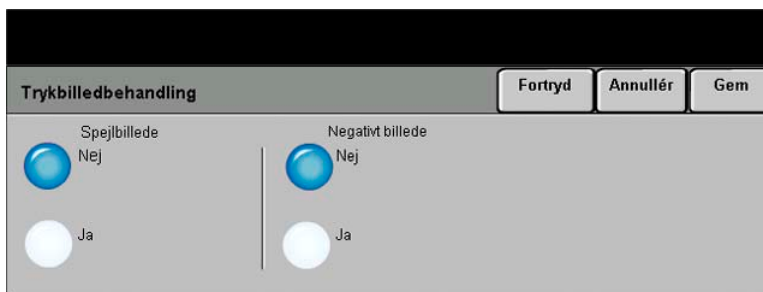 Trykbilledbehandling
Fortryd
Annullér
Gem
Spejlbillede
Nej
Ja
Negativt billede
Nej
Ja